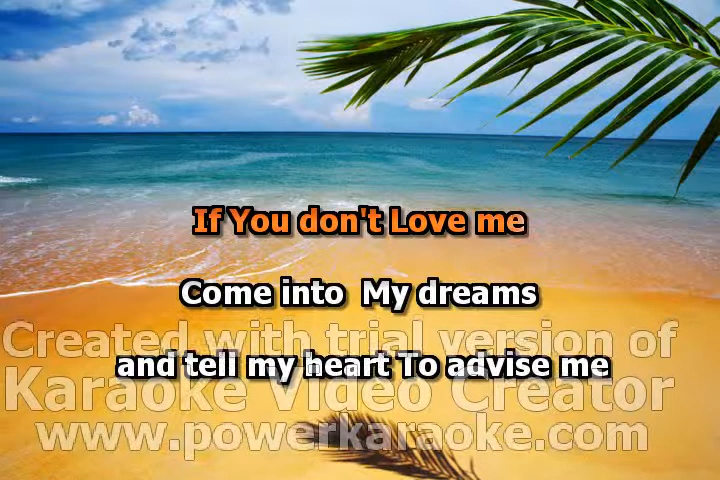 If You don't Love me
Come into My dreams
Created with trial version of
and tell my heart To advise me
Karaoke Video Creator
www.powerkaraoke.com